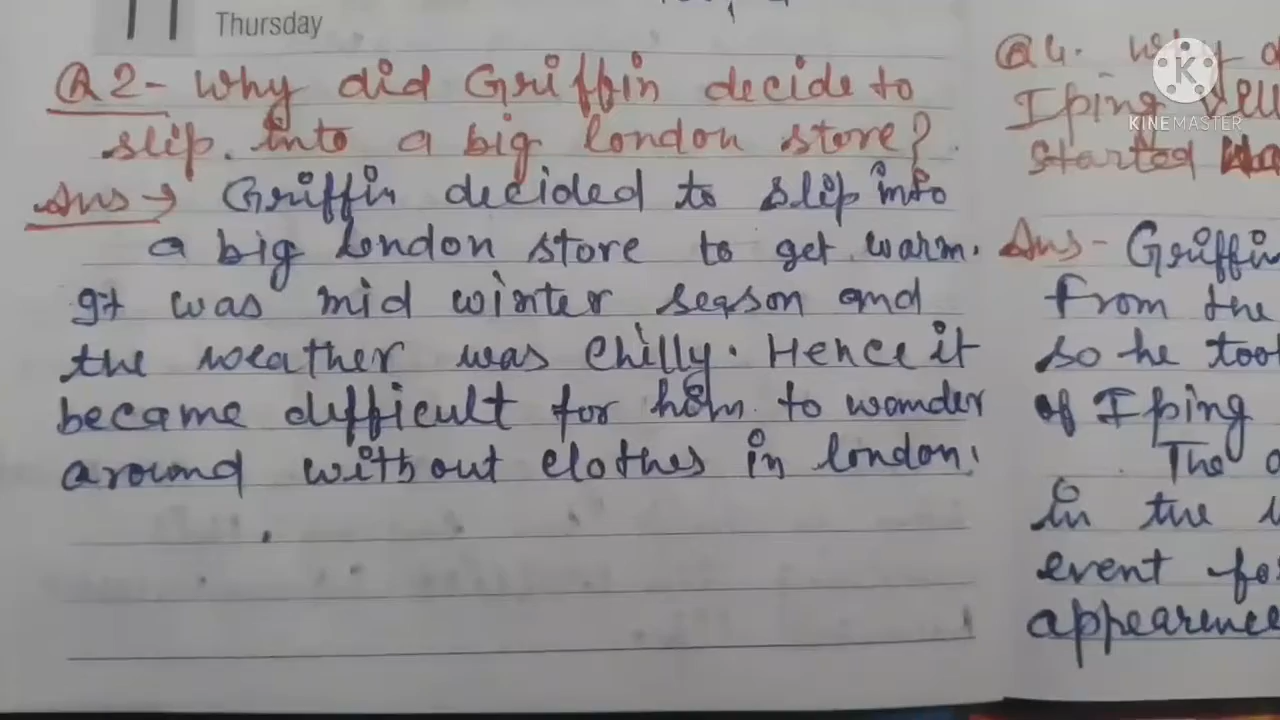 11
Thursday
Q2- Why did Griffin decide to
slip into a big london store?
Ans → Griffin decided to slip into
a big London store to get warm.
It was mid winter season and
the weather was chilly. Hence it
became difficult for him to wander
around without clothes in london.
Q4. Why
Iping
started
Ans - Griffin
from the
so he took
of Iping
The
in the
event for
appearence
K
KINEMASTER